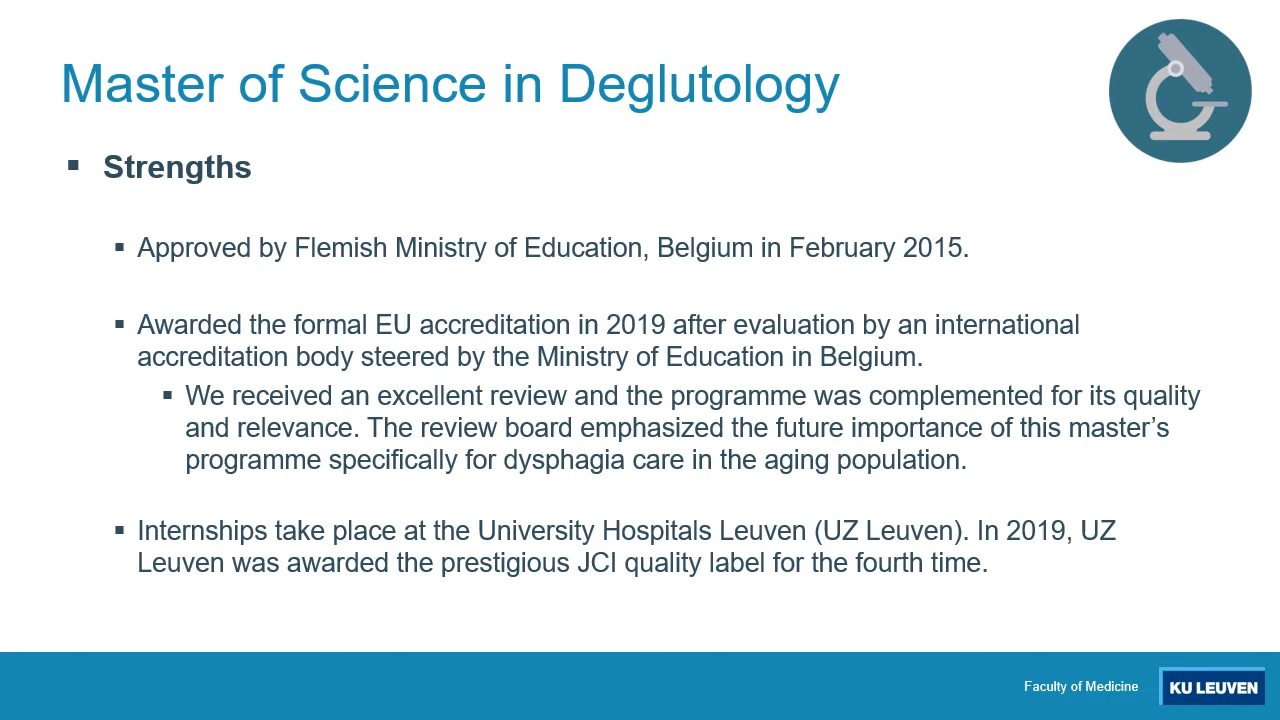 Master of Science in Deglutology
▪ Strengths
▪ Approved by Flemish Ministry of Education, Belgium in February 2015.
▪ Awarded the formal EU accreditation in 2019 after evaluation by an international
accreditation body steered by the Ministry of Education in Belgium.
▪ We received an excellent review and the programme was complemented for its quality
and relevance. The review board emphasized the future importance of this master’s
programme specifically for dysphagia care in the aging population.
▪ Internships take place at the University Hospitals Leuven (UZ Leuven). In 2019, UZ
Leuven was awarded the prestigious JCI quality label for the fourth time.
Faculty of Medicine
KU LEUVEN